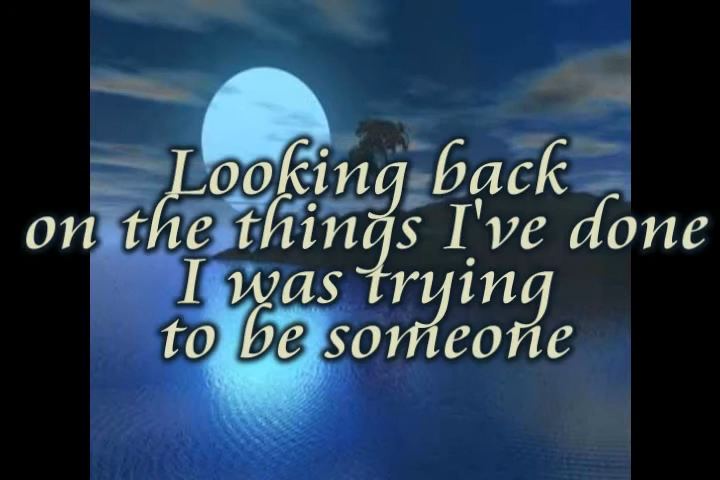 Looking back
on the things I've done
I was trying
to be someone